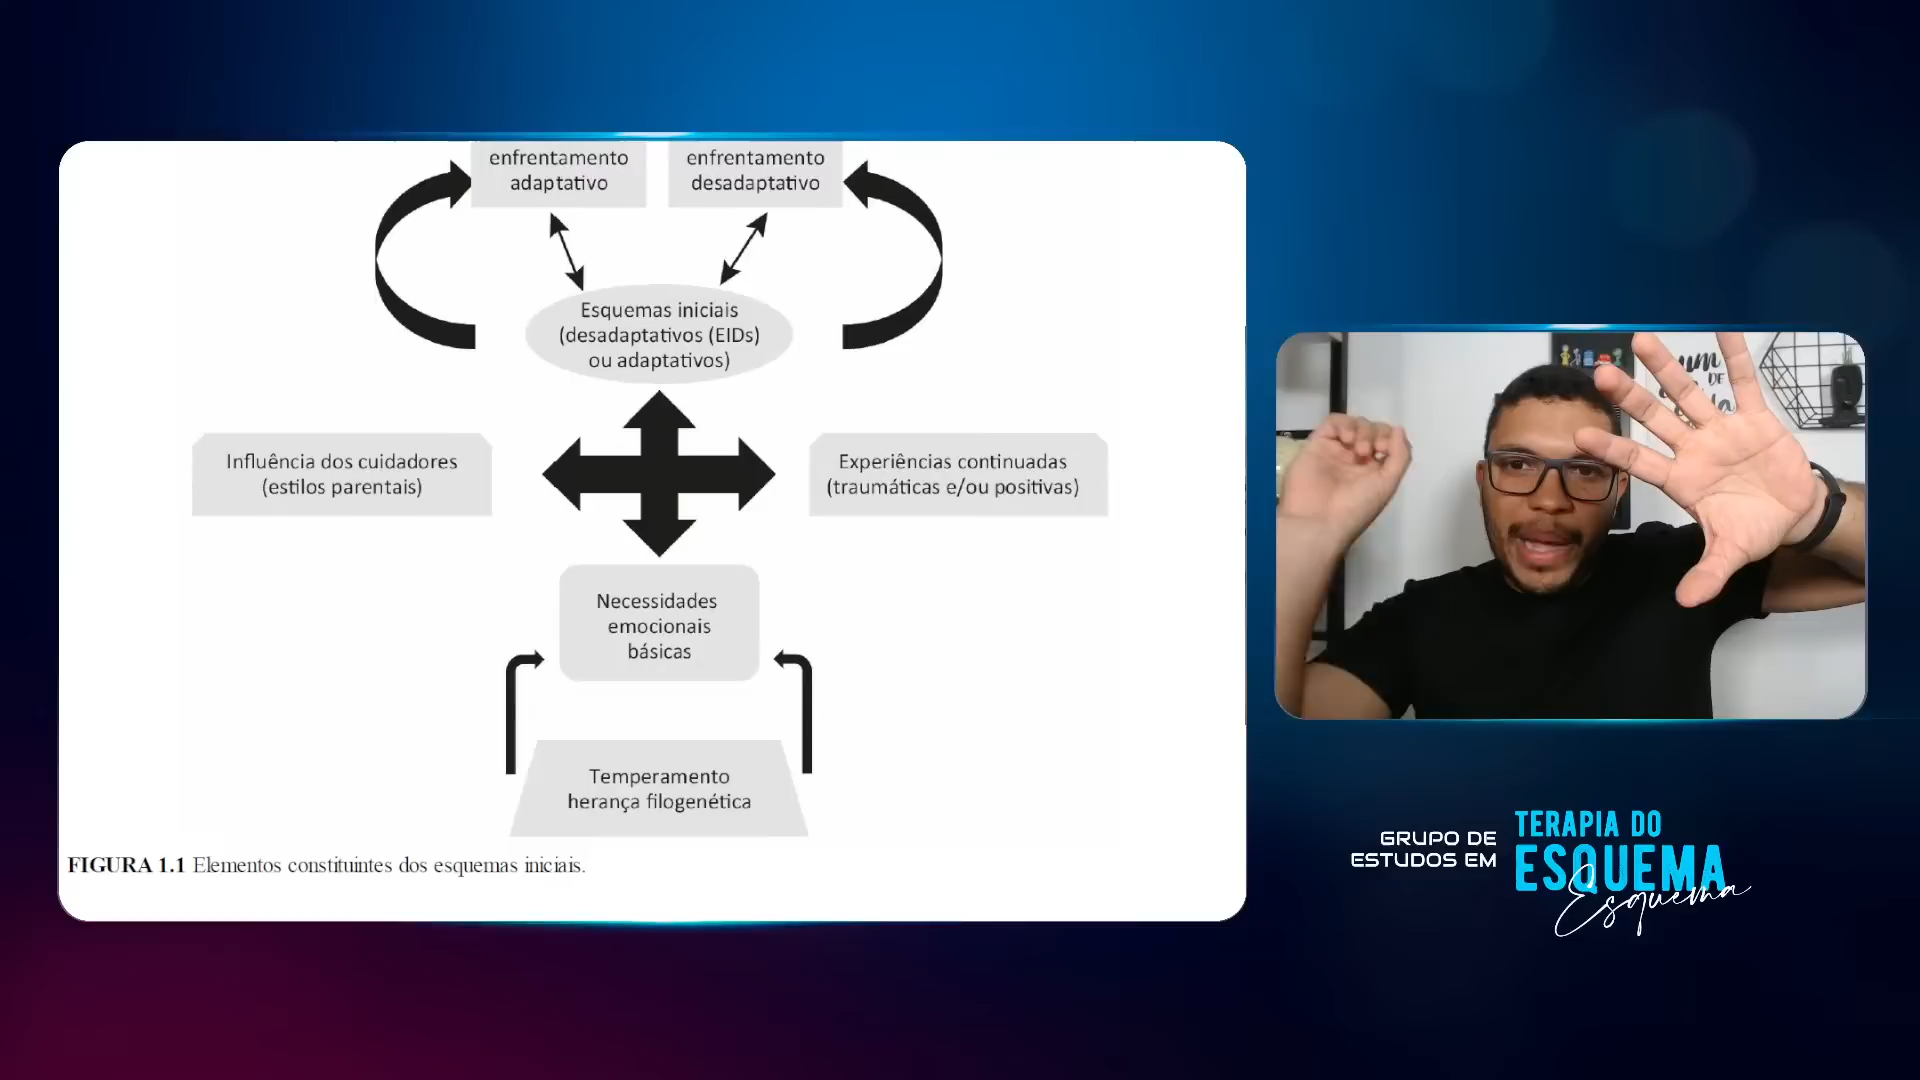 enfrentamento
adaptativo
enfrentamento
desadaptativo
Esquemas iniciais
(desadaptativos (EIDs)
ou adaptativos)
Influência dos cuidadores
(estilos parentais)
Experiências continuadas
(traumáticas e/ou positivas)
Necessidades
emocionais
básicas
Temperamento
herança filogenética
FIGURA 1.1 Elementos constituintes dos esquemas iniciais.
um
DE
GRUPO DE
ESTUDOS EM
TERAPIA DO
ESQUEMA
Esquema